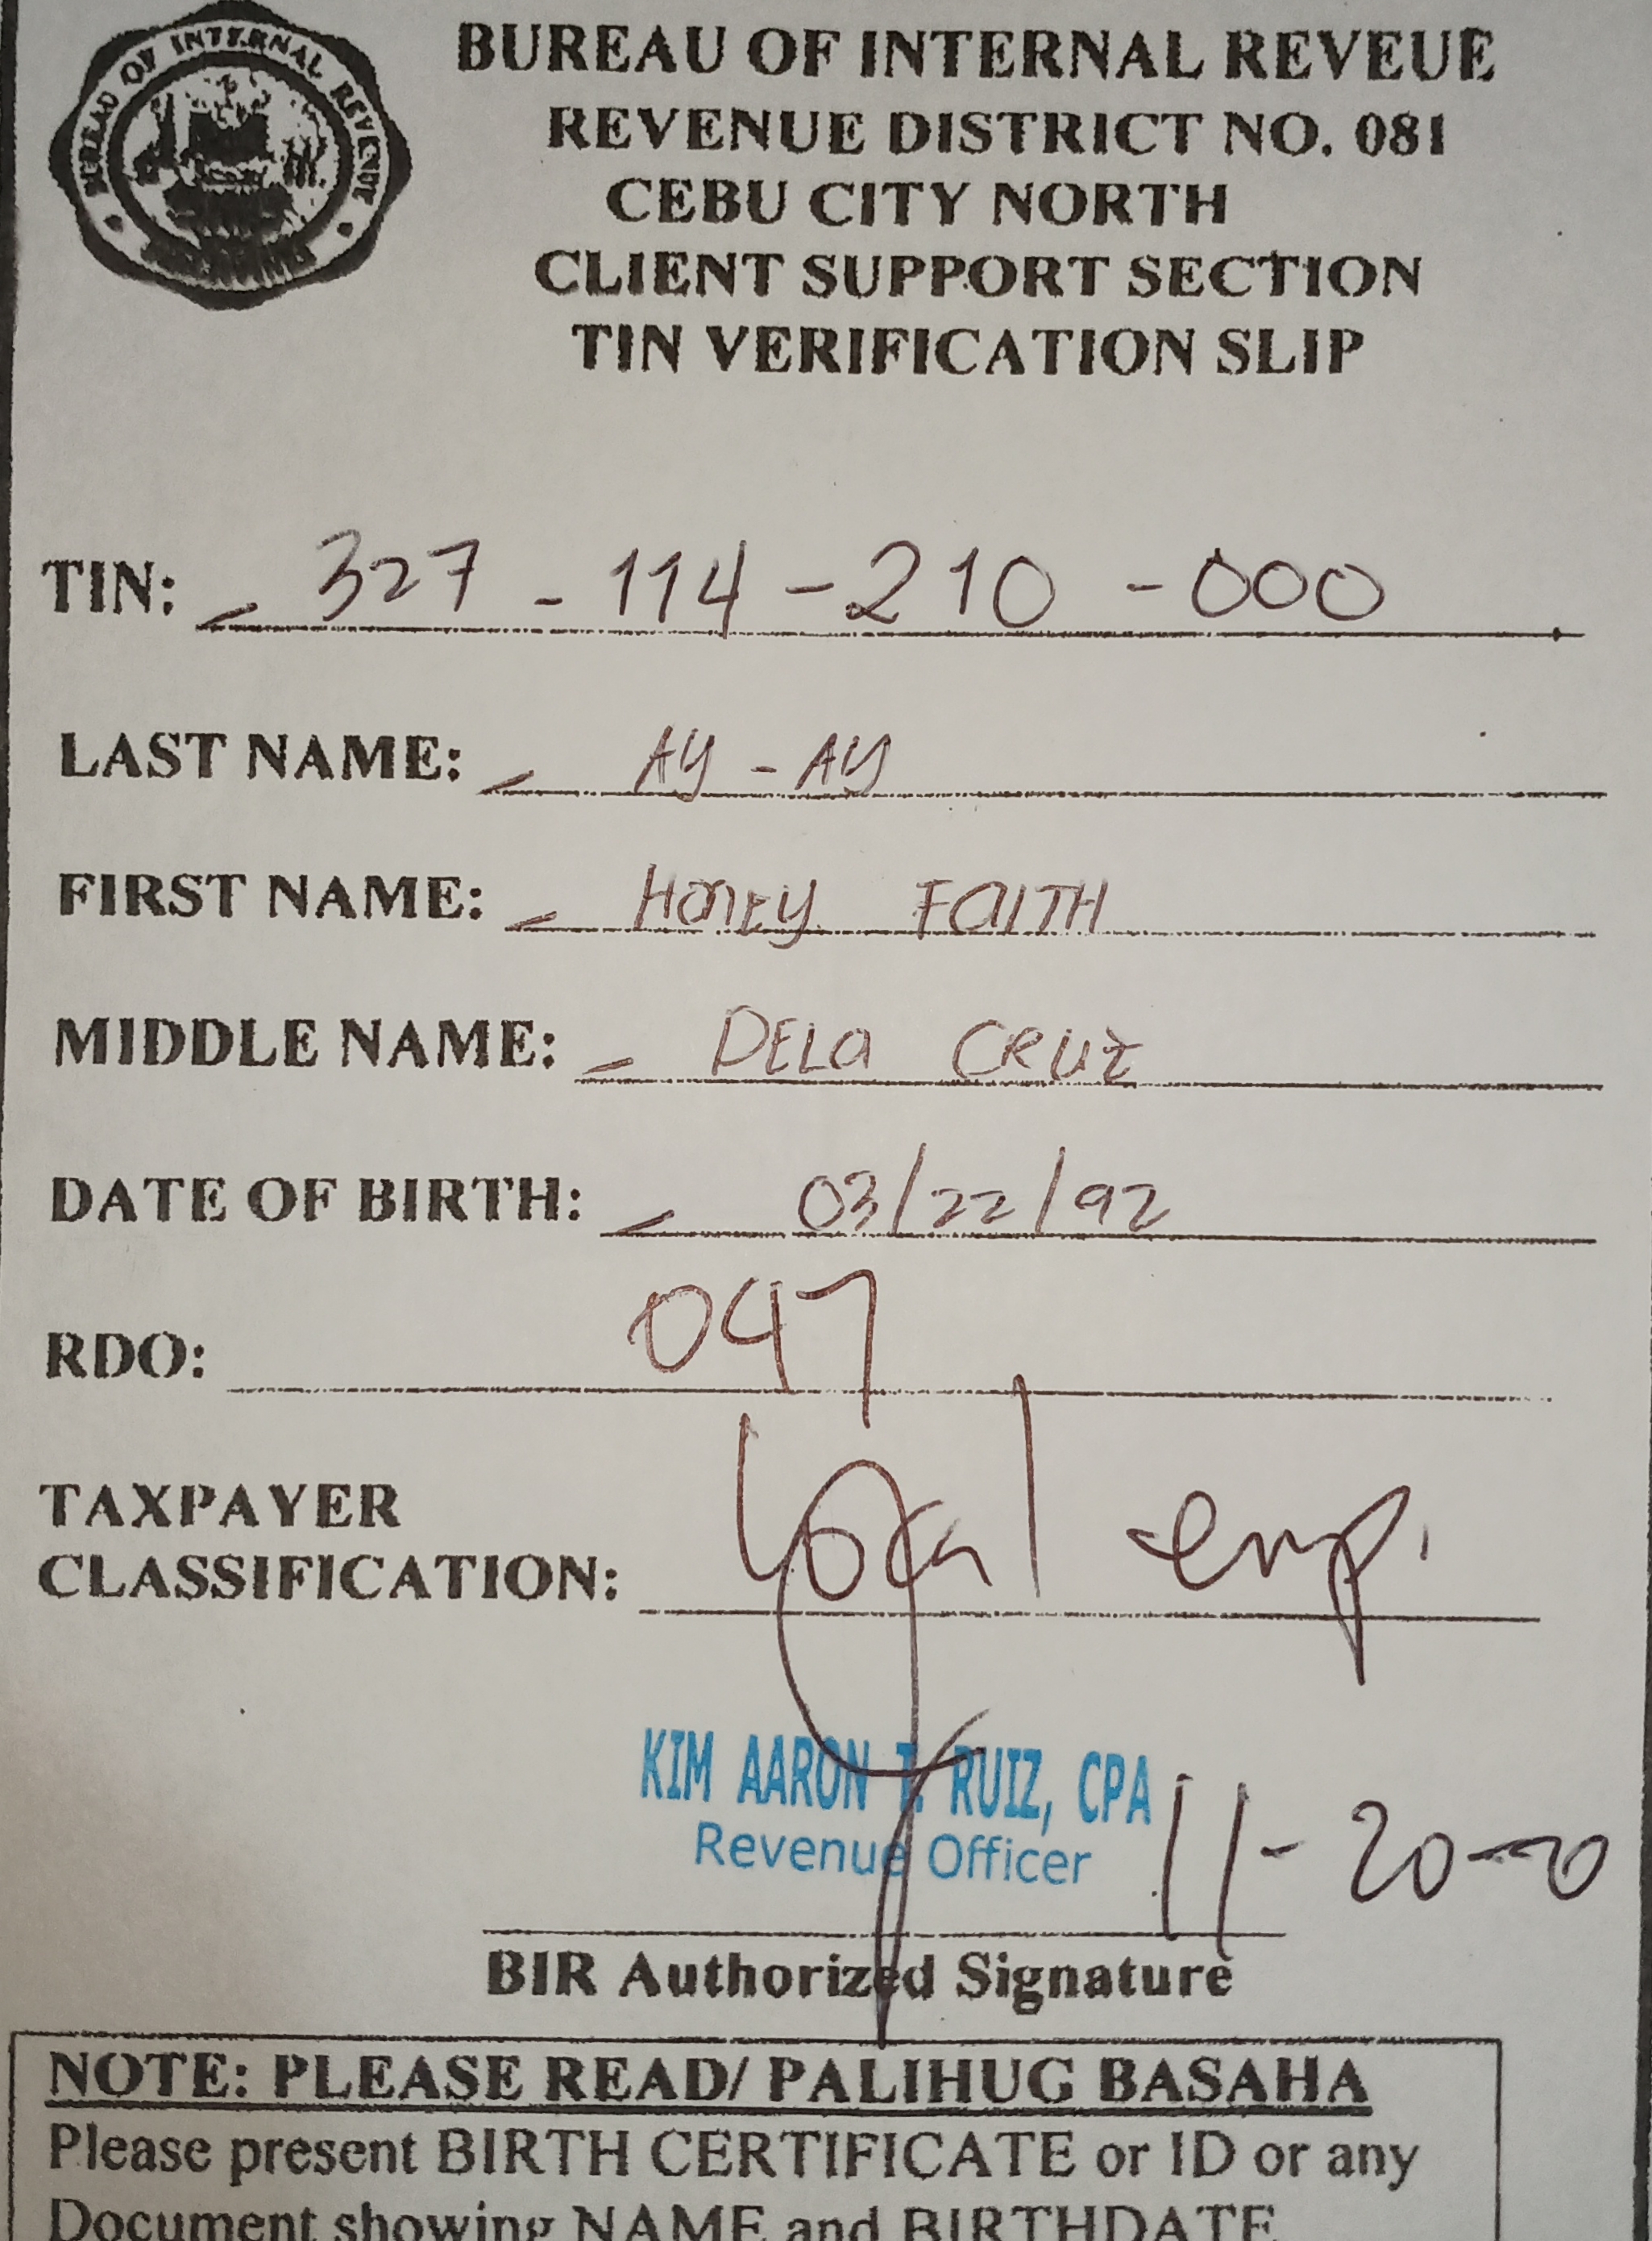 BUREAU OF INTERNAL REVENUE
BUREAU OF INTERNAL REVEUE
REVENUE DISTRICT NO. 081
CEBU CITY NORTH
CLIENT SUPPORT SECTION
TIN VERIFICATION SLIP
TIN: 327-114-210-000
LAST NAME: AY-AY
FIRST NAME: HONEY FAITH
MIDDLE NAME: DELA CRUZ
DATE OF BIRTH: 03/22/92
RDO: 047
TAXPAYER
CLASSIFICATION: local emp.
KIM AARON T. RUIZ, CPA
Revenue Officer 11-20-20
BIR Authorized Signature
NOTE: PLEASE READ/ PALIHUG BASAHA
Please present BIRTH CERTIFICATE or ID or any
Document showing NAME and BIRTHDATE